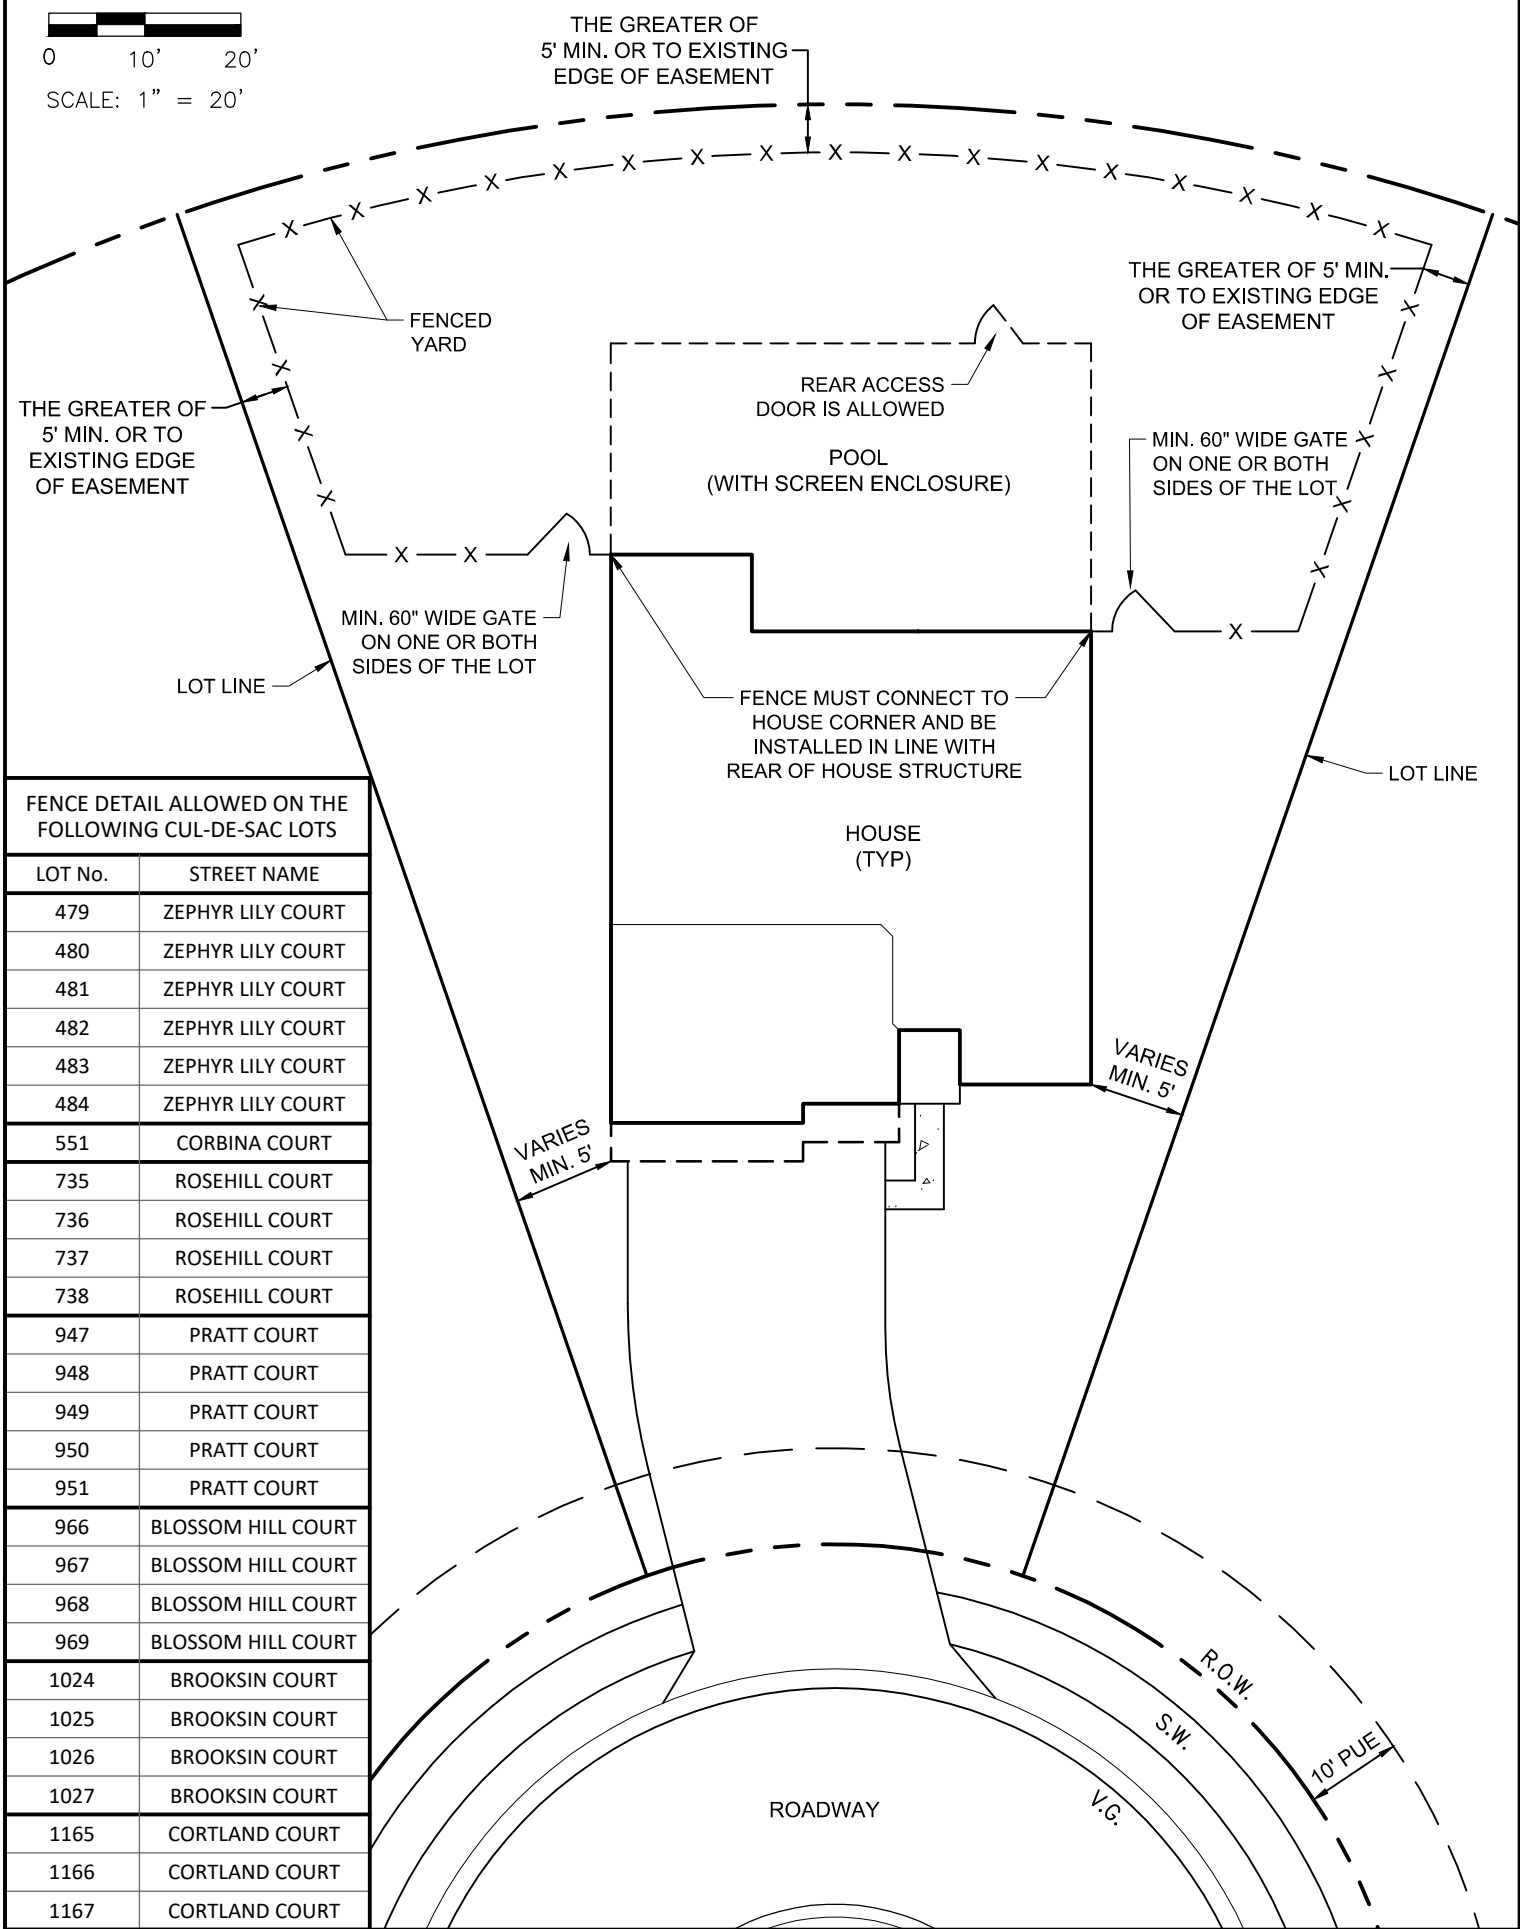 0 10' 20'
SCALE: 1" = 20'
THE GREATER OF
5' MIN. OR TO EXISTING
EDGE OF EASEMENT
X X X X X X X X X X X X X X X X X
FENCED
YARD
THE GREATER OF 5' MIN.
OR TO EXISTING EDGE
OF EASEMENT
REAR ACCESS
DOOR IS ALLOWED
THE GREATER OF
5' MIN. OR TO
EXISTING EDGE
OF EASEMENT
POOL
(WITH SCREEN ENCLOSURE)
MIN. 60" WIDE GATE
ON ONE OR BOTH
SIDES OF THE LOT
X X X X
X X X X X
X X
X
MIN. 60" WIDE GATE
ON ONE OR BOTH
SIDES OF THE LOT
LOT LINE
FENCE MUST CONNECT TO
HOUSE CORNER AND BE
INSTALLED IN LINE WITH
REAR OF HOUSE STRUCTURE
LOT LINE
HOUSE
(TYP)
VARIES
MIN. 5'
VARIES
MIN. 5'
R.O.W.
S.W.
10' PUE
V.G.
ROADWAY
FENCE DETAIL ALLOWED ON THE
FOLLOWING CUL-DE-SAC LOTS
LOT No. STREET NAME
479 ZEPHYR LILY COURT
480 ZEPHYR LILY COURT
481 ZEPHYR LILY COURT
482 ZEPHYR LILY COURT
483 ZEPHYR LILY COURT
484 ZEPHYR LILY COURT
551 CORBINA COURT
735 ROSEHILL COURT
736 ROSEHILL COURT
737 ROSEHILL COURT
738 ROSEHILL COURT
947 PRATT COURT
948 PRATT COURT
949 PRATT COURT
950 PRATT COURT
951 PRATT COURT
966 BLOSSOM HILL COURT
967 BLOSSOM HILL COURT
968 BLOSSOM HILL COURT
969 BLOSSOM HILL COURT
1024 BROOKSIN COURT
1025 BROOKSIN COURT
1026 BROOKSIN COURT
1027 BROOKSIN COURT
1165 CORTLAND COURT
1166 CORTLAND COURT
1167 CORTLAND COURT